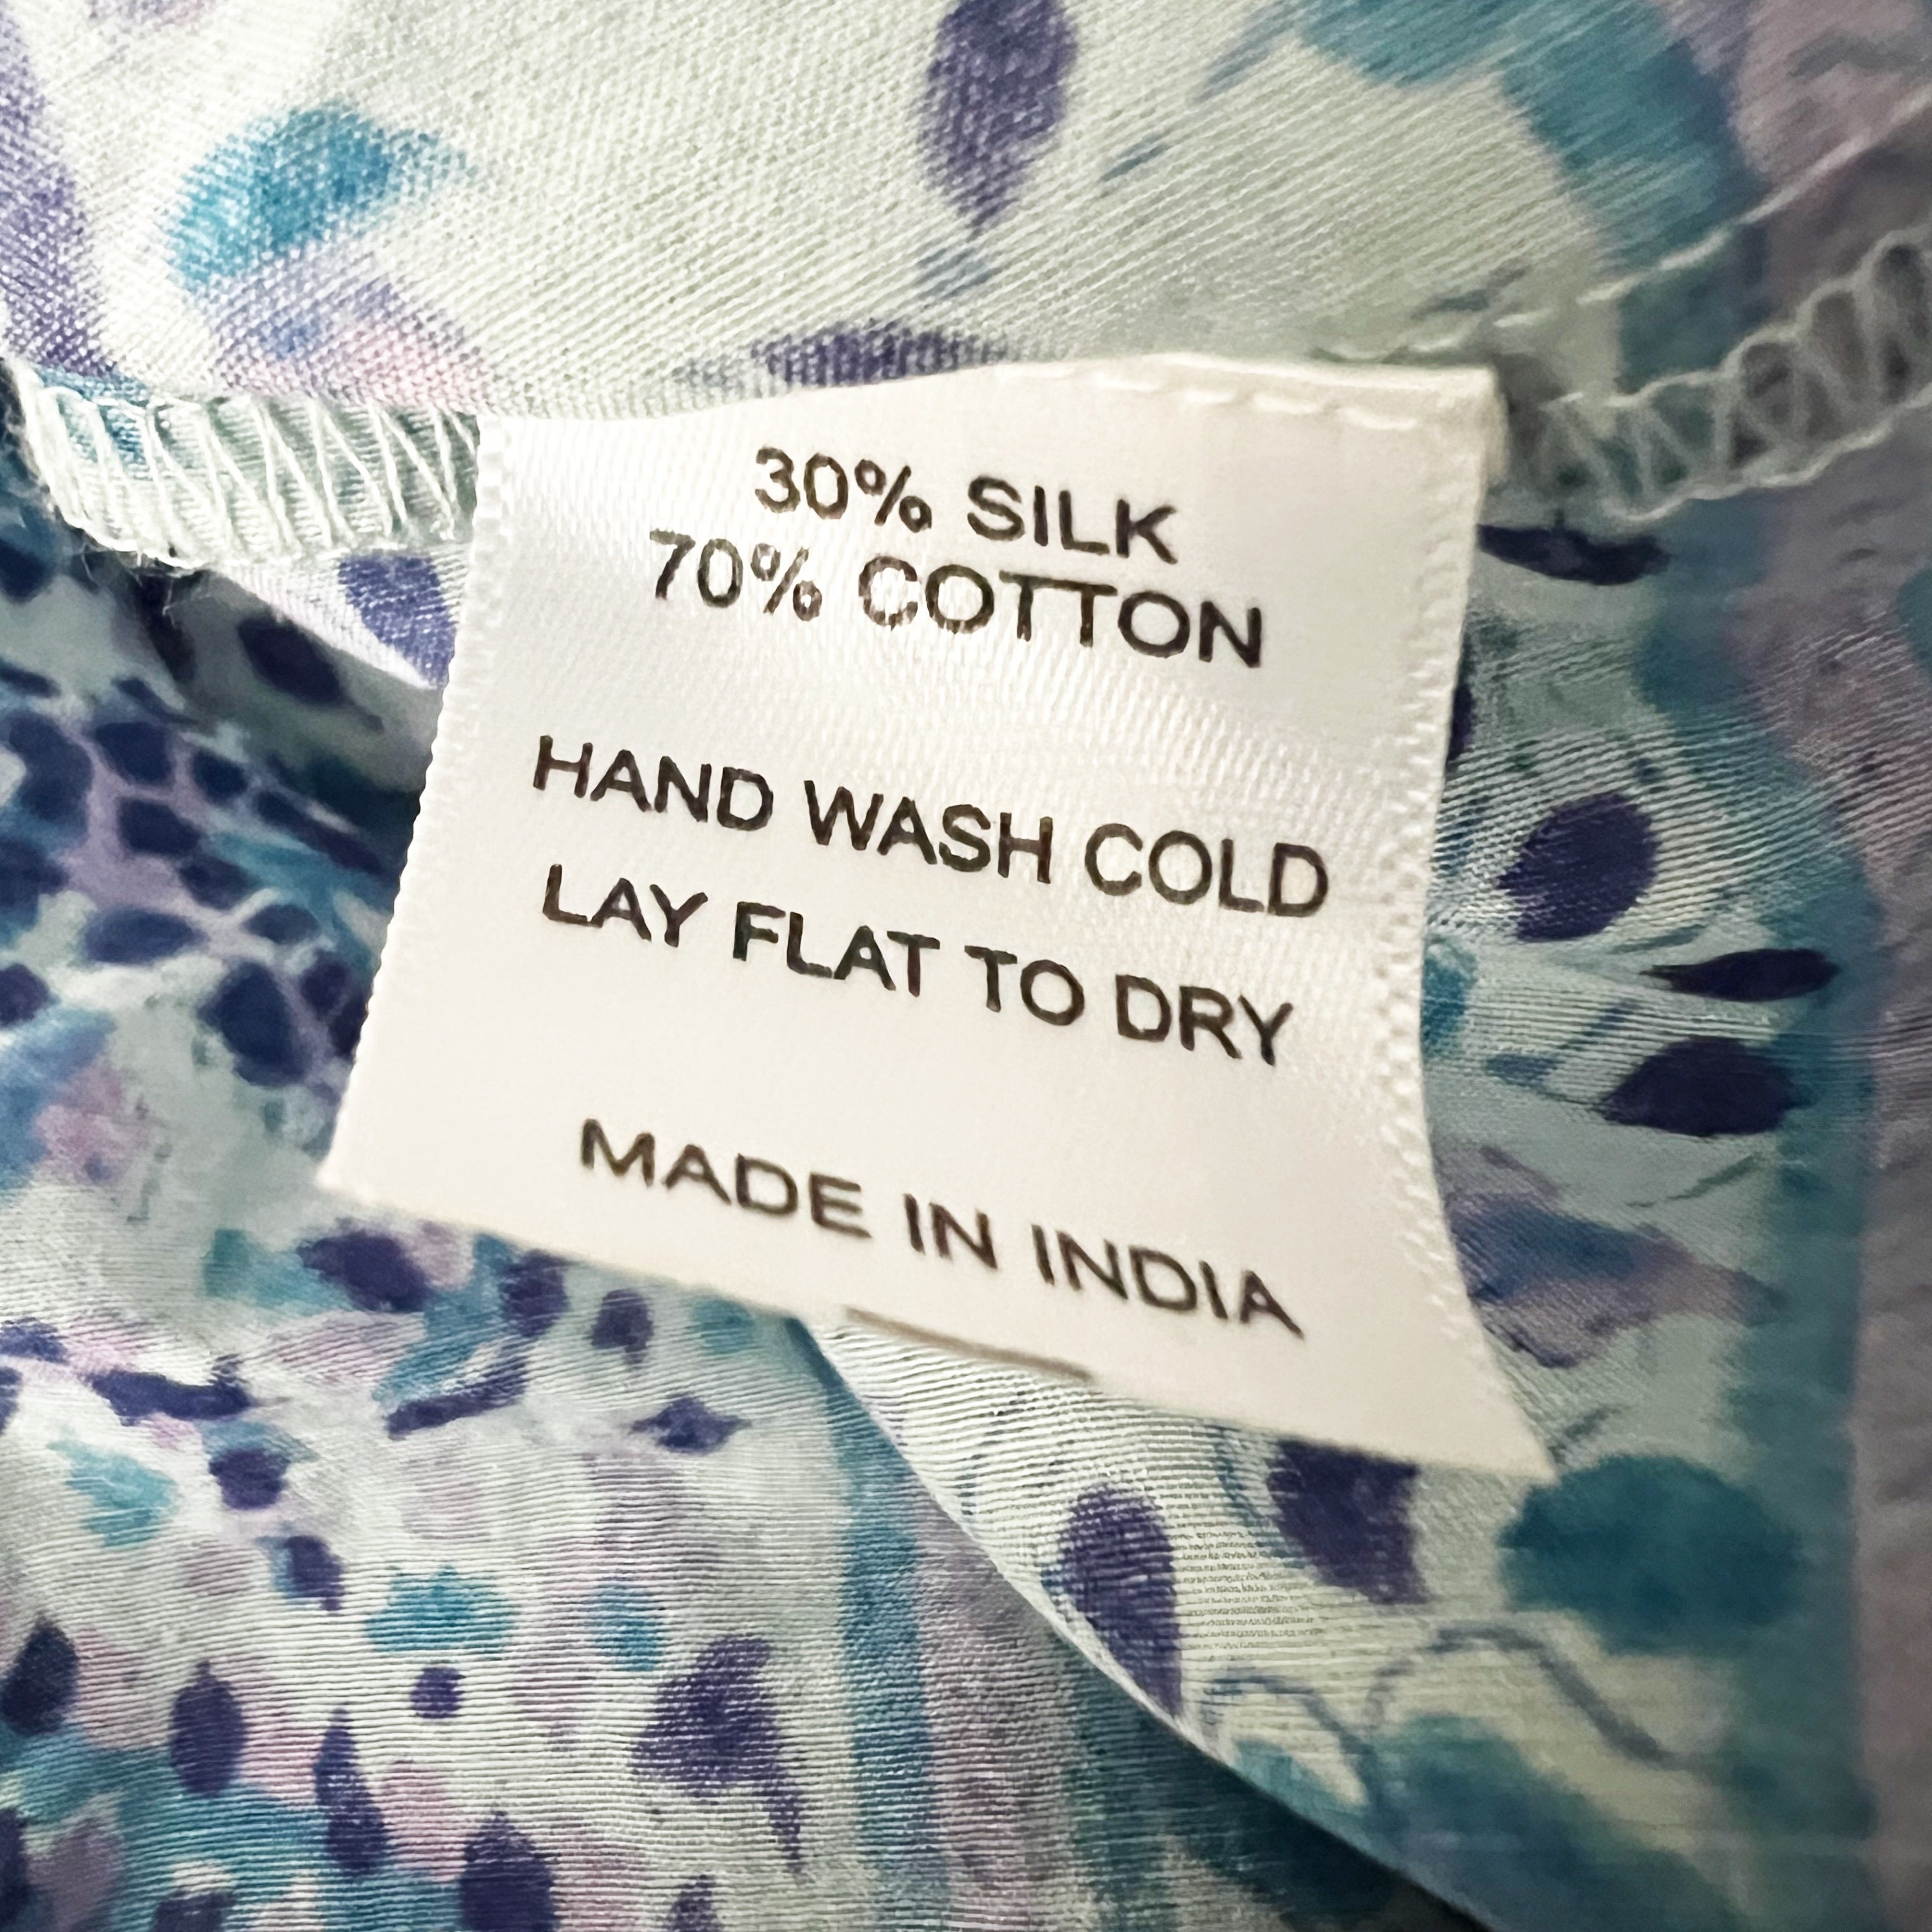 30% SILK
70% COTTON
HAND WASH COLD
LAY FLAT TO DRY
MADE IN INDIA